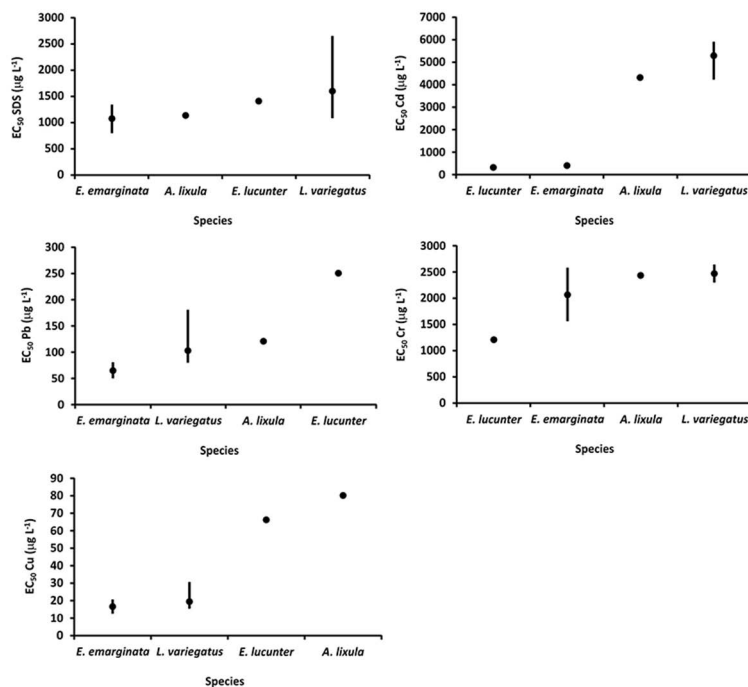 EC50 SDS (µg L-1)
3000
2500
2000
1500
1000
500
0
E. emarginata A. lixula E. lucunter L. variegatus
Species
EC50 Cd (µg L-1)
7000
6000
5000
4000
3000
2000
1000
0
E. lucunter E. emarginata A. lixula L. variegatus
Species
EC50 Pb (µg L-1)
300
250
200
150
100
50
0
E. emarginata L. variegatus A. lixula E. lucunter
Species
EC50 Cr (µg L-1)
3000
2500
2000
1500
1000
500
0
E. lucunter E. emarginata A. lixula L. variegatus
Species
EC50 Cu (µg L-1)
90
80
70
60
50
40
30
20
10
0
E. emarginata L. variegatus E. lucunter A. lixula
Species